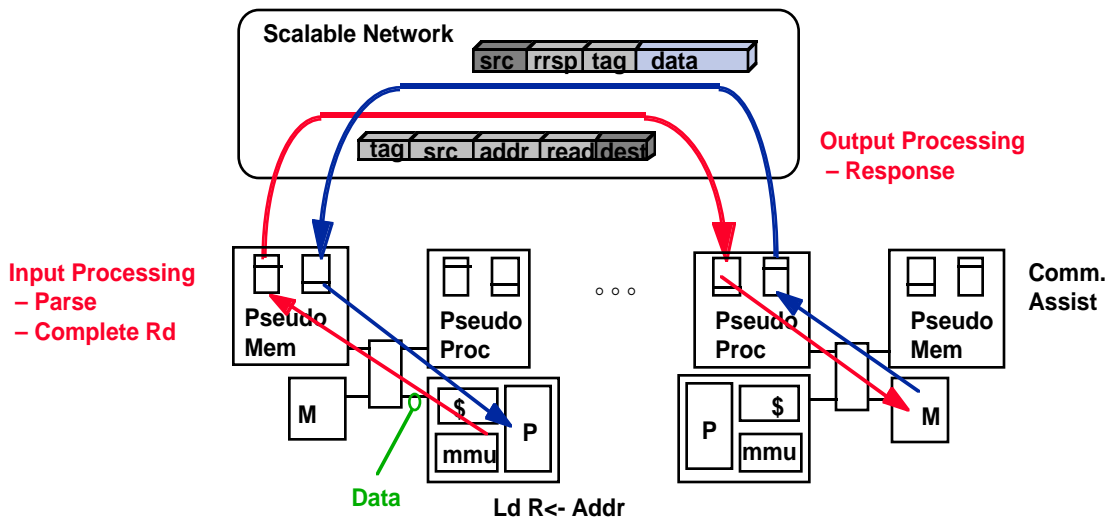 Scalable Network
src rrsp tag data
tag src addr read dest
Output Processing
– Response
Input Processing
– Parse
– Complete Rd
Pseudo
Mem
Pseudo
Proc
° ° °
Pseudo
Proc
Pseudo
Mem
Comm.
Assist
M
$
mmu
P
P
$
mmu
M
Data
Ld R<- Addr